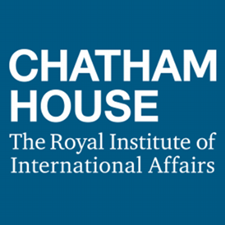 CHATHAM
HOUSE
The Royal Institute of
International Affairs